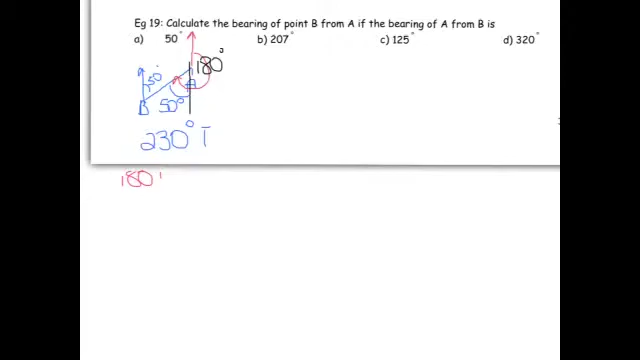 Eg 19: Calculate the bearing of point B from A if the bearing of A from B is
a) 50° b) 207° c) 125° d) 320°
180°
50°
A
B 50°
230° T
180